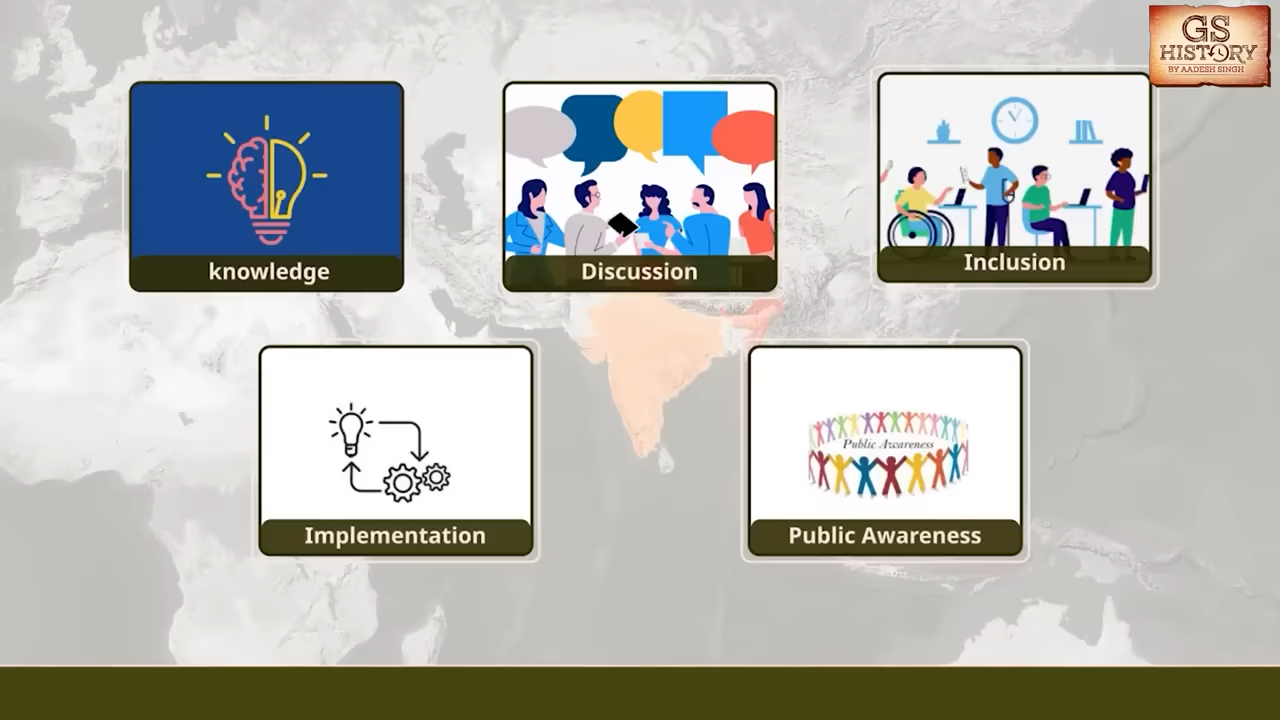 GS
HISTORY
BY AADESH SINGH
knowledge
Discussion
Inclusion
Implementation
Public Awareness
Public Awareness